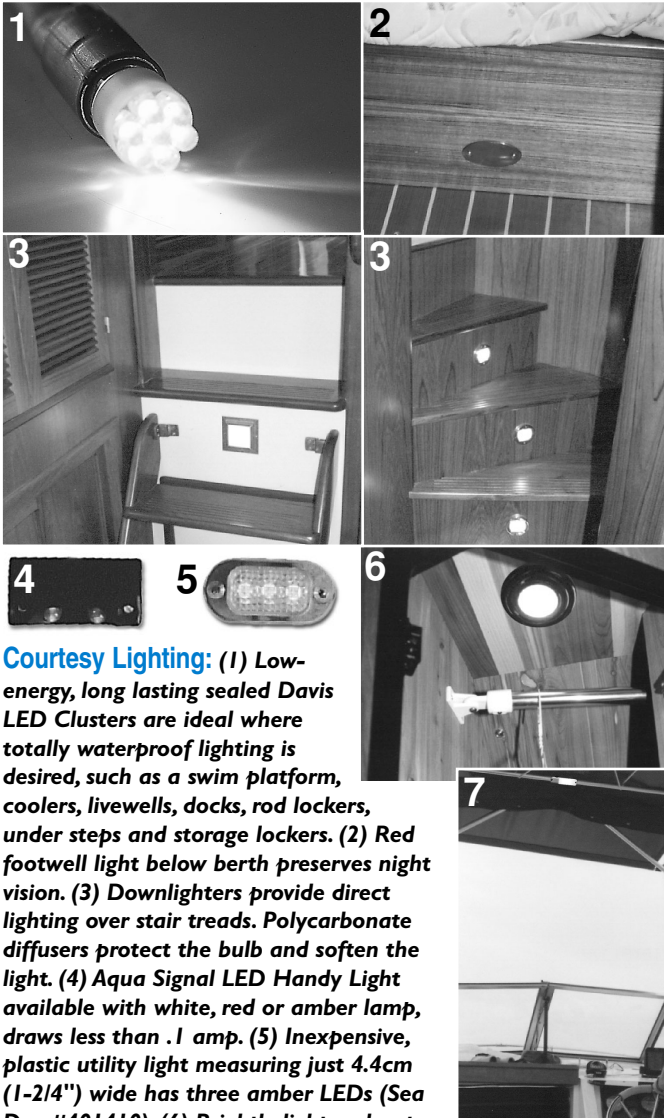 1
2
3
3
4
5
6
7
Courtesy Lighting: (1) Low-
energy, long lasting sealed Davis
LED Clusters are ideal where
totally waterproof lighting is
desired, such as a swim platform,
coolers, livewells, docks, rod lockers,
under steps and storage lockers. (2) Red
footwell light below berth preserves night
vision. (3) Downlighters provide direct
lighting over stair treads. Polycarbonate
diffusers protect the bulb and soften the
light. (4) Aqua Signal LED Handy Light
available with white, red or amber lamp,
draws less than .1 amp. (5) Inexpensive,
plastic utility light measuring just 4.4cm
(1-2/4") wide has three amber LEDs (Sea